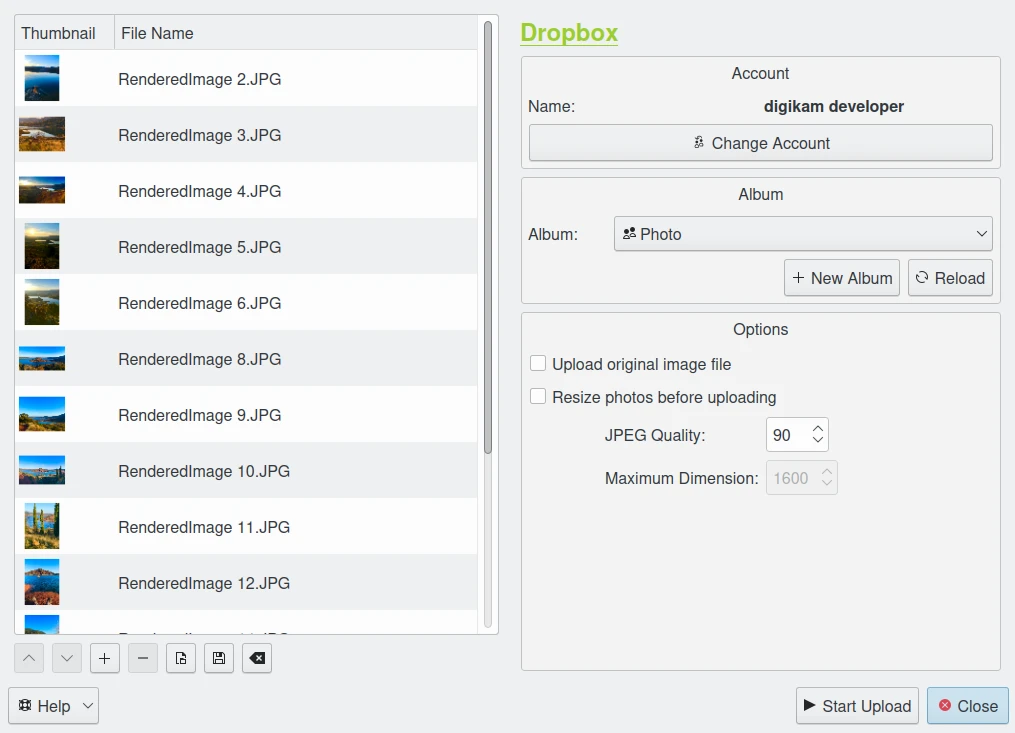 Thumbnail File Name
RenderedImage 2.JPG
RenderedImage 3.JPG
RenderedImage 4.JPG
RenderedImage 5.JPG
RenderedImage 6.JPG
RenderedImage 8.JPG
RenderedImage 9.JPG
RenderedImage 10.JPG
RenderedImage 11.JPG
RenderedImage 12.JPG
Help
Dropbox
Account
Name: digikam developer
Change Account
Album
Album: Photo
New Album Reload
Options
Upload original image file
Resize photos before uploading
JPEG Quality: 90
Maximum Dimension: 1600
Start Upload Close